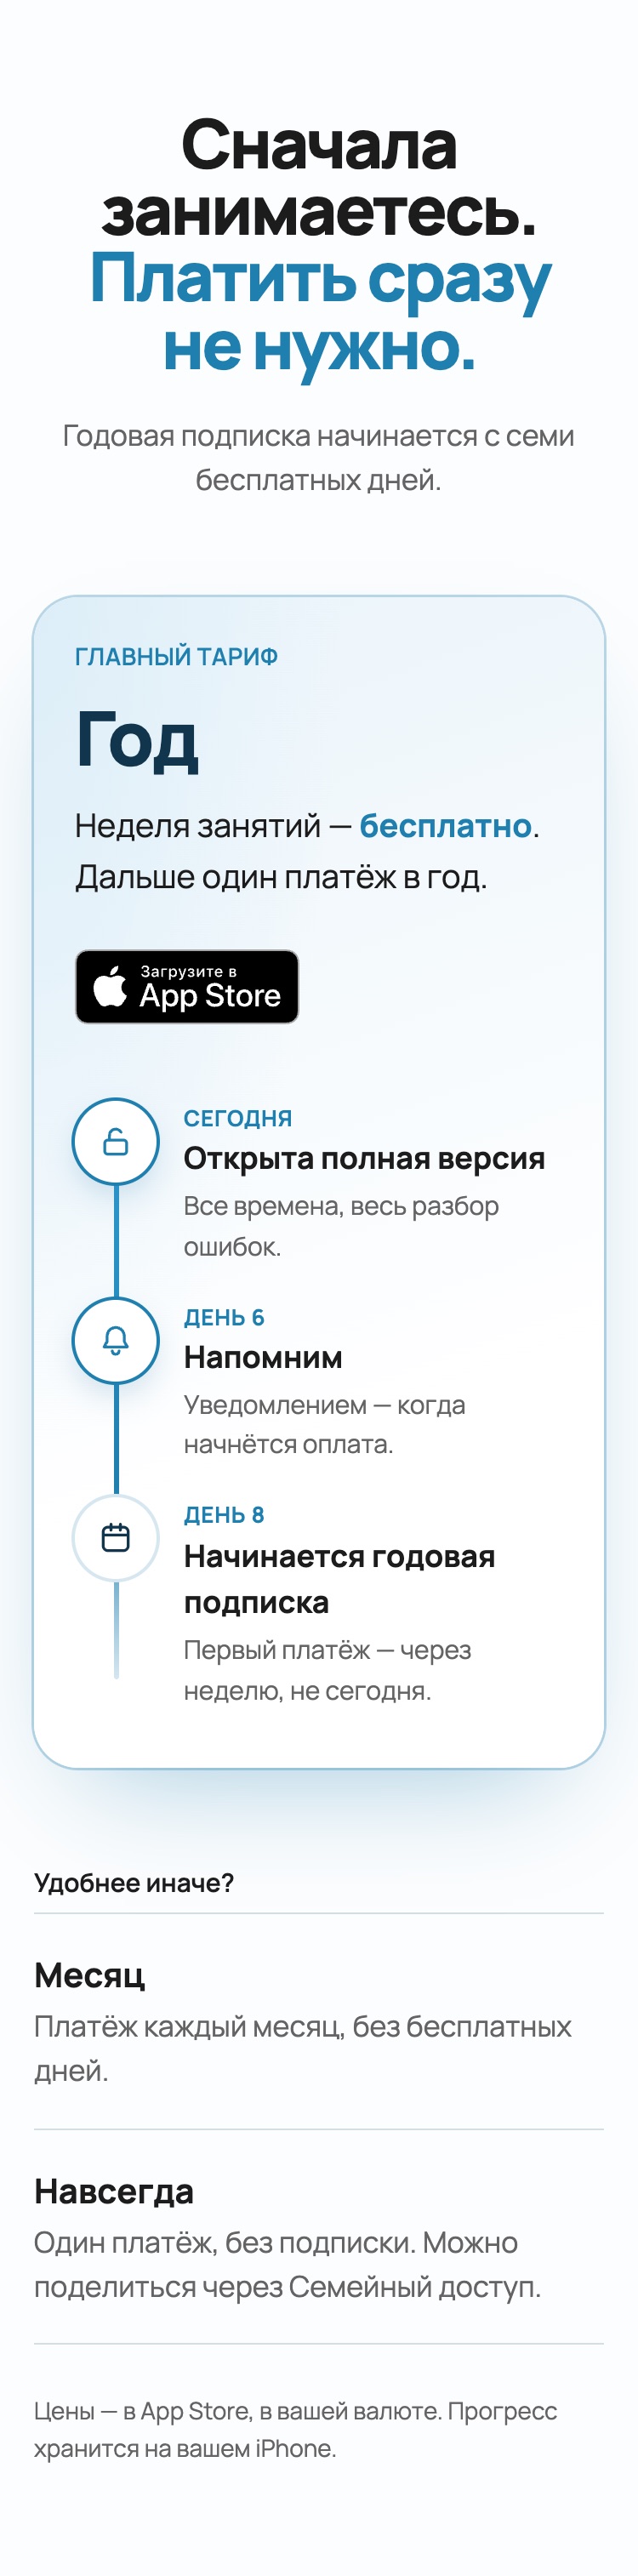 Сначала
занимаетесь.
Платить сразу
не нужно.
Годовая подписка начинается с семи
бесплатных дней.
ГЛАВНЫЙ ТАРИФ
Год
Неделя занятий — бесплатно.
Дальше один платёж в год.
Загрузите в
App Store
СЕГОДНЯ
Открыта полная версия
Все времена, весь разбор
ошибок.
ДЕНЬ 6
Напомним
Уведомлением — когда
начнётся оплата.
ДЕНЬ 8
Начинается годовая
подписка
Первый платёж — через
неделю, не сегодня.
Удобнее иначе?
Месяц
Платёж каждый месяц, без бесплатных
дней.
Навсегда
Один платёж, без подписки. Можно
поделиться через Семейный доступ.
Цены — в App Store, в вашей валюте. Прогресс
хранится на вашем iPhone.